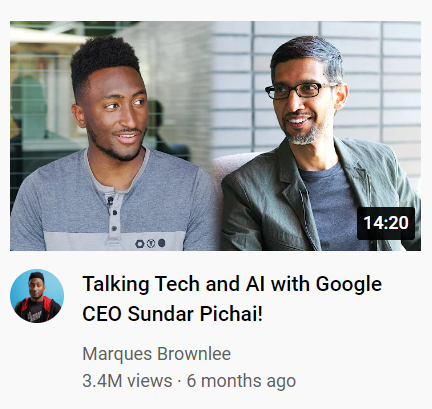 14:20
Talking Tech and AI with Google
CEO Sundar Pichai!
Marques Brownlee
3.4M views · 6 months ago